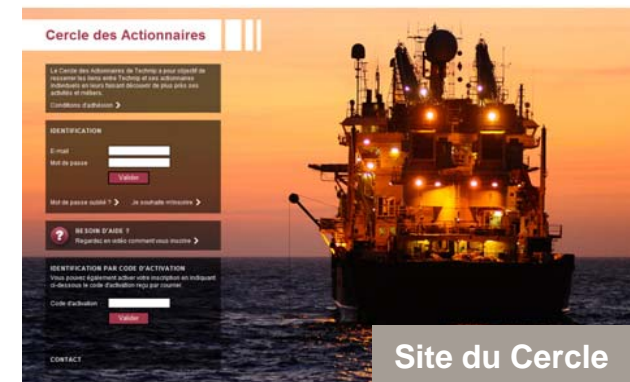 Cercle des Actionnaires
Le Cercle des Actionnaires de Technip a pour objectif de
resserrer les liens entre Technip et ses actionnaires
individuels en leurs faisant découvrir de plus près ses
activités et métiers.
Conditions d'adhésion >
IDENTIFICATION
E-mail
Mot de passe
Valider
Mot de passe oublié ? > Je souhaite m'inscrire >
? BESOIN D'AIDE ?
Regardez en vidéo comment vous inscrire >
IDENTIFICATION PAR CODE D'ACTIVATION
Vous pouvez également activer votre inscription en indiquant
ci-dessous le code d'activation reçu par courrier.
Code d'activation
Valider
CONTACT
Site du Cercle